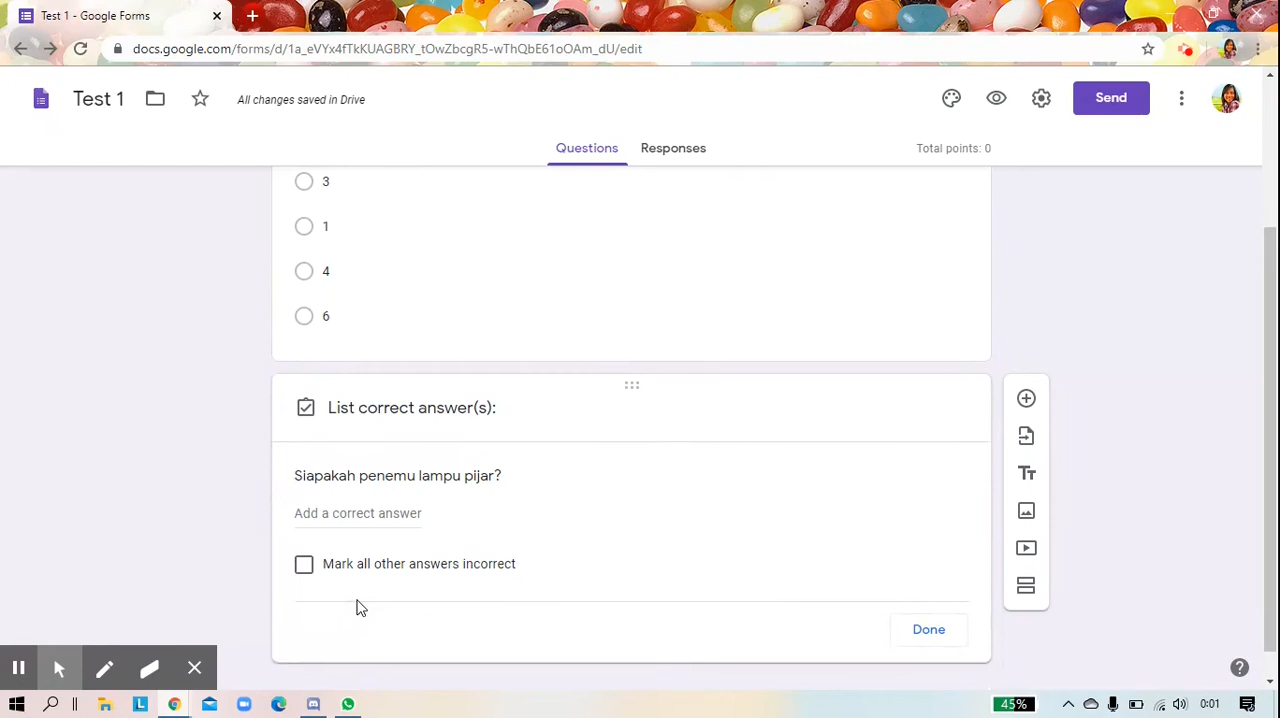 Test 1 - Google Forms
docs.google.com/forms/d/1a_eVYx4fTkKUAGBRY_tOwZbcgR5-wThQbE61oOAm_dU/edit
Test 1
All changes saved in Drive
Send
Questions
Responses
Total points: 0
3
1
4
6
List correct answer(s):
Siapakah penemu lampu pijar?
Add a correct answer
Mark all other answers incorrect
Done
45%
0:01